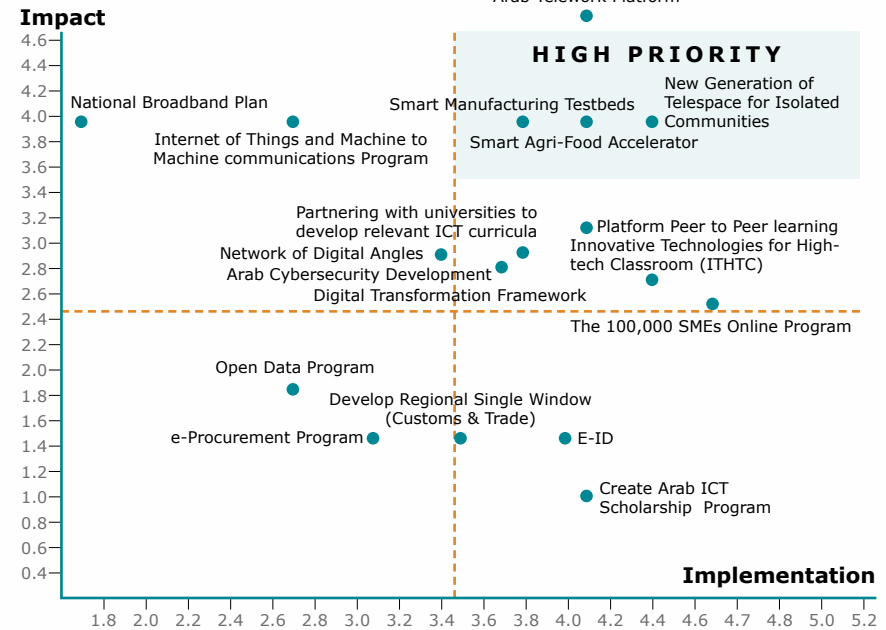 Arab Telework Platform
Impact
4.6
4.4
4.2
4.0
3.8
3.6
3.4
3.2
3.0
2.8
2.6
2.4
2.2
2.0
1.8
1.6
1.4
1.2
1.0
0.8
0.6
0.4
HIGH PRIORITY
New Generation of
Telespace for Isolated
Communities
National Broadband Plan
Smart Manufacturing Testbeds
Internet of Things and Machine to
Machine communications Program
Smart Agri-Food Accelerator
Partnering with universities to
develop relevant ICT curricula
Platform Peer to Peer learning
Network of Digital Angles
Innovative Technologies for High-
tech Classroom (ITHTC)
Arab Cybersecurity Development
Digital Transformation Framework
The 100,000 SMEs Online Program
Open Data Program
Develop Regional Single Window
(Customs & Trade)
e-Procurement Program
E-ID
Create Arab ICT
Scholarship Program
Implementation
1.8 2.0 2.2 2.4 2.6 2.8 3.0 3.2 3.4 3.6 3.8 4.0 4.2 4.4 4.6 4.7 4.8 5.0 5.2